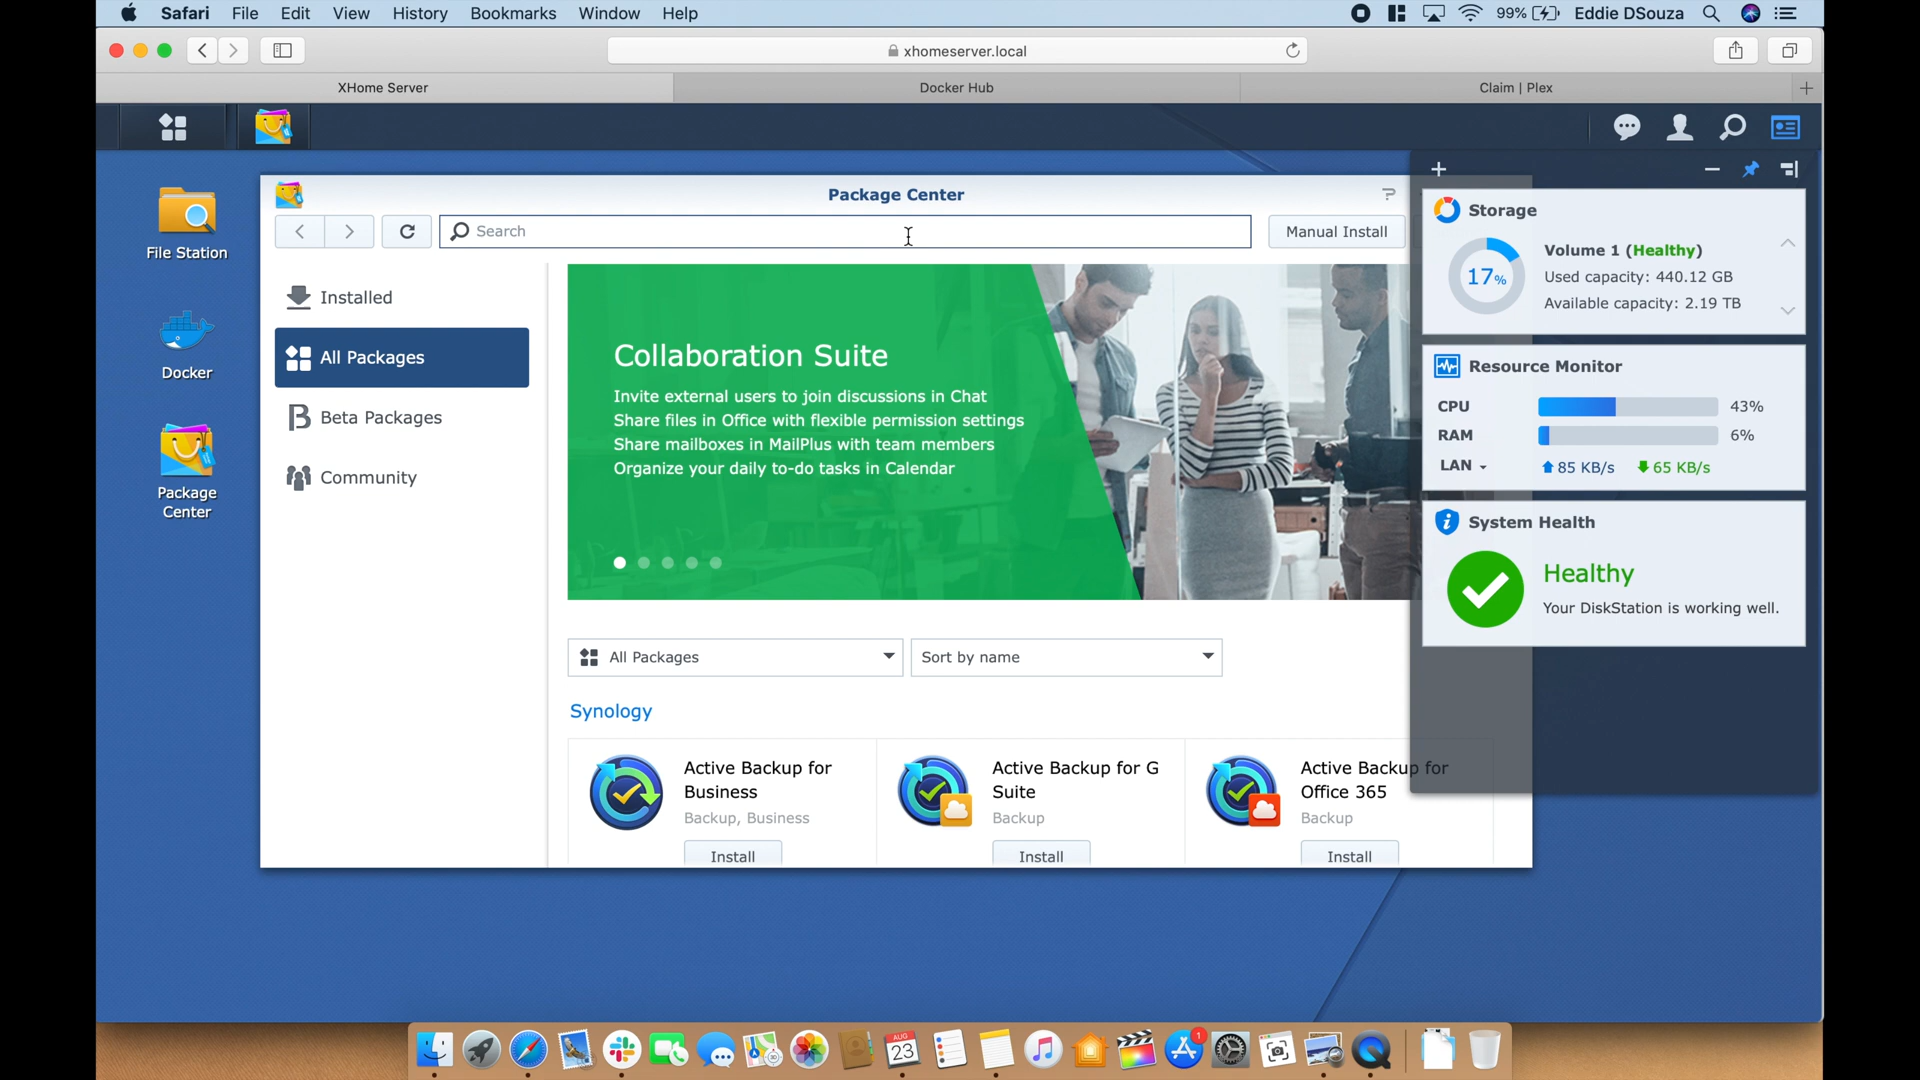 Safari File Edit View History Bookmarks Window Help 99% Eddie DSouza
xhomeserver.local
XHome Server Docker Hub Claim | Plex
Package Center
Search Manual Install
File Station
Docker
Package
Center
Installed
All Packages
Beta Packages
Community
Collaboration Suite
Invite external users to join discussions in Chat
Share files in Office with flexible permission settings
Share mailboxes in MailPlus with team members
Organize your daily to-do tasks in Calendar
All Packages Sort by name
Synology
Active Backup for
Business
Backup, Business
Install
Active Backup for G
Suite
Backup
Install
Active Backup for
Office 365
Backup
Install
Storage
17%
Volume 1 (Healthy)
Used capacity: 440.12 GB
Available capacity: 2.19 TB
Resource Monitor
CPU 43%
RAM 6%
LAN 85 KB/s 65 KB/s
System Health
Healthy
Your DiskStation is working well.
AUG
23
1